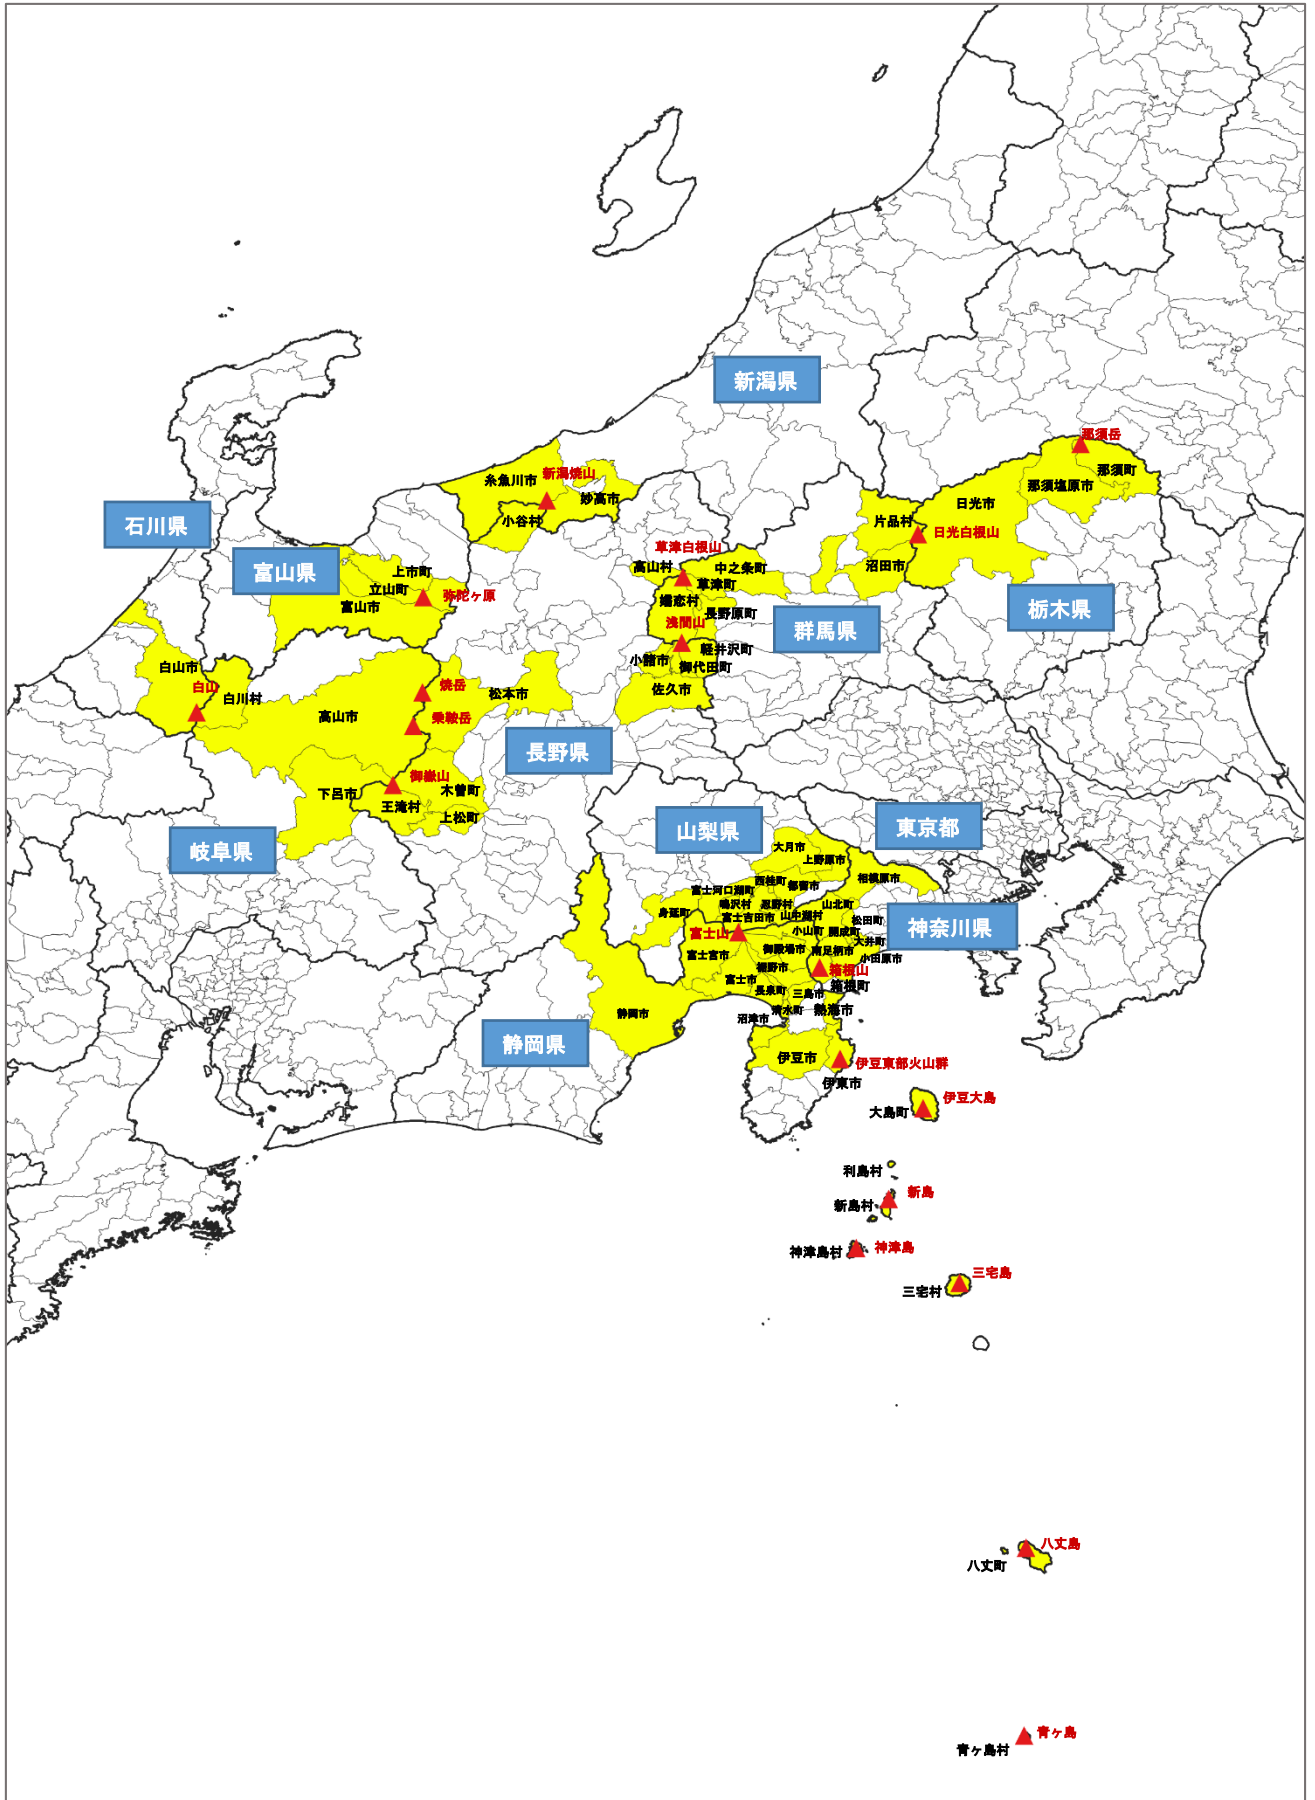 新潟県
那須岳
那須町
那須塩原市
日光市
日光白根山
片品村
沼田市
新潟焼山
糸魚川市
妙高市
小谷村
石川県
富山県
上市町
立山町
弥陀ヶ原
富山市
草津白根山
高山村
中之条町
草津町
嬬恋村
長野原町
浅間山
軽井沢町
小諸市
御代田町
佐久市
群馬県
栃木県
白山市
白山
白川村
焼岳
松本市
高山市
乗鞍岳
長野県
御嶽山
木曽町
下呂市
王滝村
上松町
岐阜県
山梨県
東京都
大月市
上野原市
相模原市
西桂町
都留市
富士河口湖町
鳴沢村
忍野村
山北町
身延町
富士吉田市
山中湖村
松田町
神奈川県
富士山
小山町
開成町
大井町
御殿場市
南足柄市
小田原市
富士宮市
裾野市
箱根山
富士市
箱根町
長泉町
三島市
清水町
熱海市
沼津市
静岡市
静岡県
伊豆市
伊豆東部火山群
伊東市
伊豆大島
大島町
利島村
新島
新島村
神津島村
神津島
三宅島
三宅村
八丈島
八丈町
青ヶ島
青ヶ島村